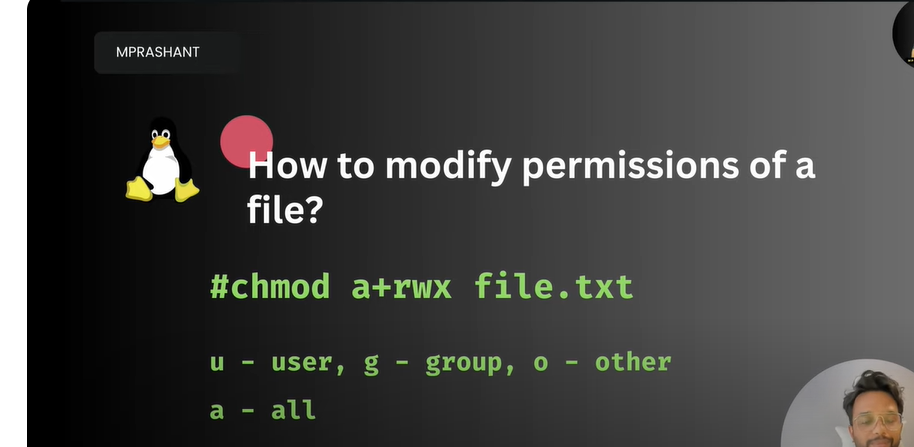 MPRASHANT
How to modify permissions of a
file?
#chmod a+rwx file.txt
u - user, g - group, o - other
a - all